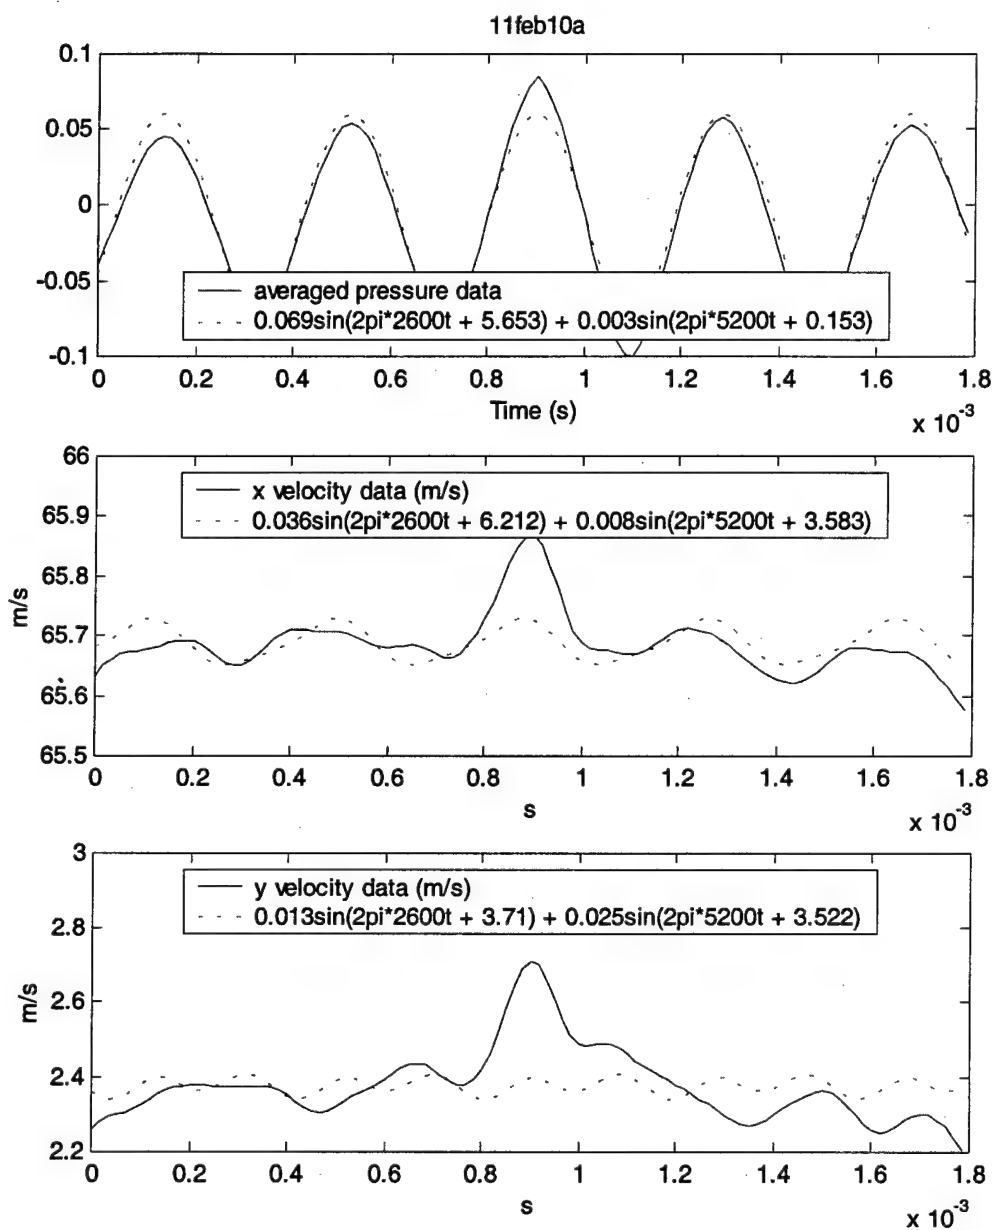 11feb10a
0.1
0.05
0
-0.05
-0.1
averaged pressure data
0.069sin(2pi*2600t + 5.653) + 0.003sin(2pi*5200t + 0.153)
0 0.2 0.4 0.6 0.8 1 1.2 1.4 1.6 1.8
Time (s)
x 10-3
66
65.9
65.8
65.7
65.6
65.5
m/s
x velocity data (m/s)
0.036sin(2pi*2600t + 6.212) + 0.008sin(2pi*5200t + 3.583)
0 0.2 0.4 0.6 0.8 1 1.2 1.4 1.6 1.8
s
x 10-3
3
2.8
2.6
2.4
2.2
m/s
y velocity data (m/s)
0.013sin(2pi*2600t + 3.71) + 0.025sin(2pi*5200t + 3.522)
0 0.2 0.4 0.6 0.8 1 1.2 1.4 1.6 1.8
s
x 10-3